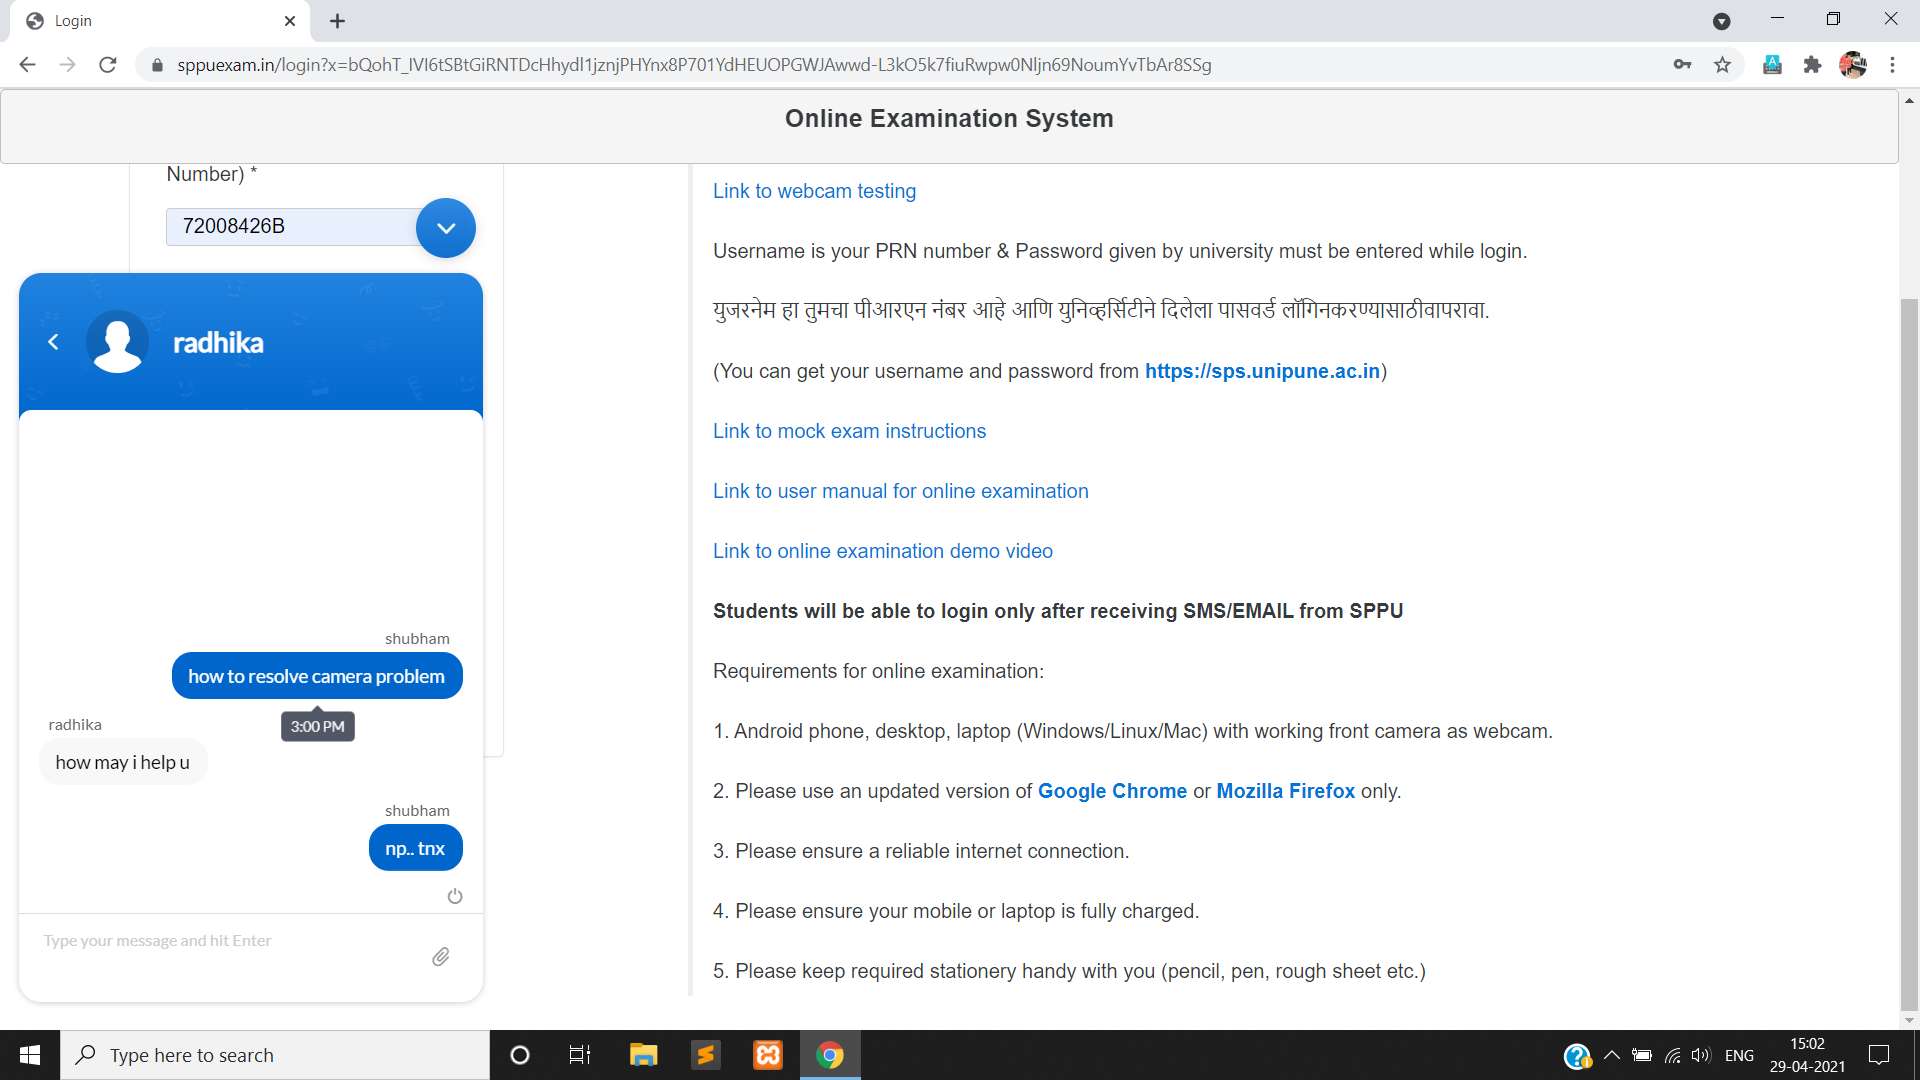 Login
sppuexam.in/login?x=bQohT_lVI6tSBtGiRNTDcHhydl1jznjPHYnx8P701YdHEUOPGWJAwwd-L3kO5k7fiuRwpw0Nljn69NoumYvTbAr8SSg
Online Examination System
Number) *
72008426B
radhika
shubham
how to resolve camera problem
3:00 PM
radhika
how may i help u
shubham
np.. tnx
Type your message and hit Enter
Link to webcam testing
Username is your PRN number & Password given by university must be entered while login.
युजरनेम हा तुमचा पीआरएन नंबर आहे आणि युनिव्हर्सिटीने दिलेला पासवर्ड लॉगिनकरण्यासाठीवापरावा.
(You can get your username and password from https://sps.unipune.ac.in)
Link to mock exam instructions
Link to user manual for online examination
Link to online examination demo video
Students will be able to login only after receiving SMS/EMAIL from SPPU
Requirements for online examination:
1. Android phone, desktop, laptop (Windows/Linux/Mac) with working front camera as webcam.
2. Please use an updated version of Google Chrome or Mozilla Firefox only.
3. Please ensure a reliable internet connection.
4. Please ensure your mobile or laptop is fully charged.
5. Please keep required stationery handy with you (pencil, pen, rough sheet etc.)
Type here to search
ENG
15:02
29-04-2021